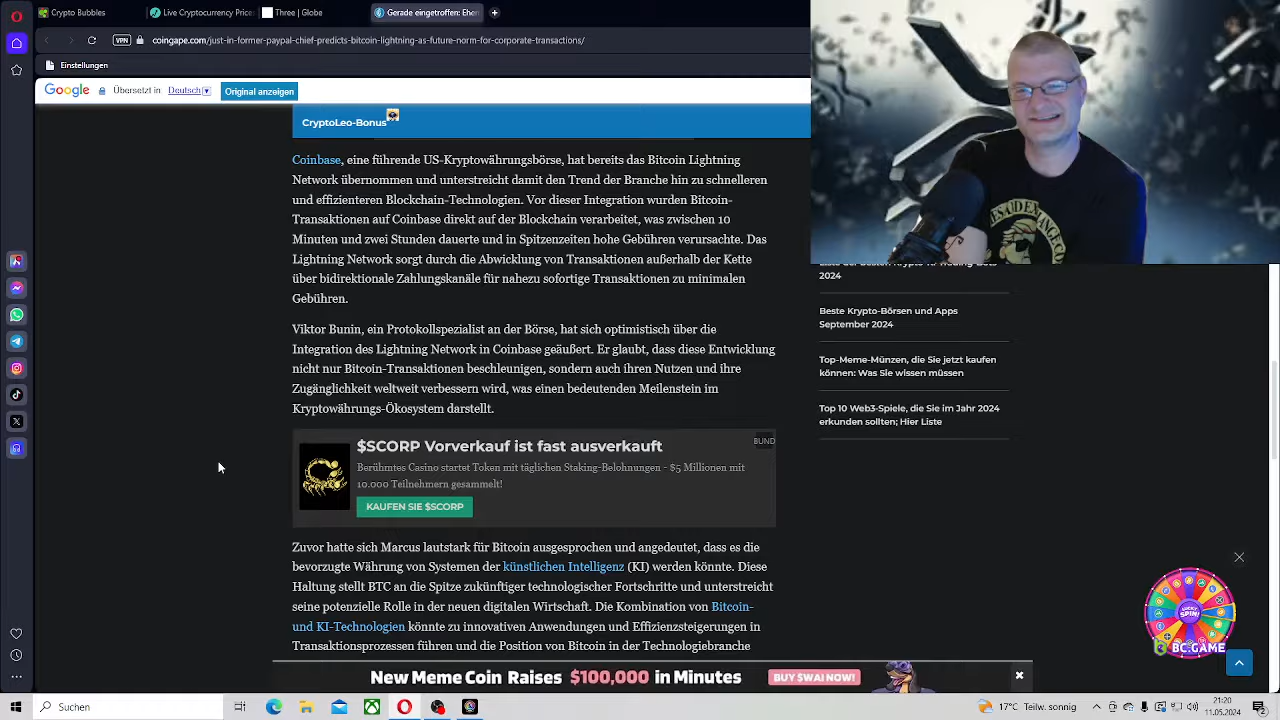 Crypto Bubbles
Live Cryptocurrency Price
Three | Globe
Gerade eingetroffen: Ehem
VPN
coingape.com/just-in-former-paypal-chief-predicts-bitcoin-lightning-as-future-norm-for-corporate-transactions/
Einstellungen
Google Übersetzt in Deutsch Original anzeigen
CryptoLeo-Bonus
Coinbase, eine führende US-Kryptowährungsbörse, hat bereits das Bitcoin Lightning
Network übernommen und unterstreicht damit den Trend der Branche hin zu schnelleren
und effizienteren Blockchain-Technologien. Vor dieser Integration wurden Bitcoin-
Transaktionen auf Coinbase direkt auf der Blockchain verarbeitet, was zwischen 10
Minuten und zwei Stunden dauerte und in Spitzenzeiten hohe Gebühren verursachte. Das
Lightning Network sorgt durch die Abwicklung von Transaktionen außerhalb der Kette
über bidirektionale Zahlungskanäle für nahezu sofortige Transaktionen zu minimalen
Gebühren.
Viktor Bunin, ein Protokollspezialist an der Börse, hat sich optimistisch über die
Integration des Lightning Network in Coinbase geäußert. Er glaubt, dass diese Entwicklung
nicht nur Bitcoin-Transaktionen beschleunigen, sondern auch ihren Nutzen und ihre
Zugänglichkeit weltweit verbessern wird, was einen bedeutenden Meilenstein im
Kryptowährungs-Ökosystem darstellt.
$SCORP Vorverkauf ist fast ausverkauft
BUND
Berühmtes Casino startet Token mit täglichen Staking-Belohnungen - $5 Millionen mit
10.000 Teilnehmern gesammelt!
KAUFEN SIE $SCORP
Zuvor hatte sich Marcus lautstark für Bitcoin ausgesprochen und angedeutet, dass es die
bevorzugte Währung von Systemen der künstlichen Intelligenz (KI) werden könnte. Diese
Haltung stellt BTC an die Spitze zukünftiger technologischer Fortschritte und unterstreicht
seine potenzielle Rolle in der neuen digitalen Wirtschaft. Die Kombination von Bitcoin-
und KI-Technologien könnte zu innovativen Anwendungen und Effizienzsteigerungen in
Transaktionsprozessen führen und die Position von Bitcoin in der Technologiebranche
2024
Beste Krypto-Börsen und Apps
September 2024
Top-Meme-Münzen, die Sie jetzt kaufen
können: Was Sie wissen müssen
Top 10 Web3-Spiele, die Sie im Jahr 2024
erkunden sollten; Hier Liste
LUCKY
SPIN!
BC.GAME
New Meme Coin Raises $100,000 in Minutes
BUY $WAI NOW!
Suchen
17°C Teilw. sonnig
21:20
11.05.2024
2